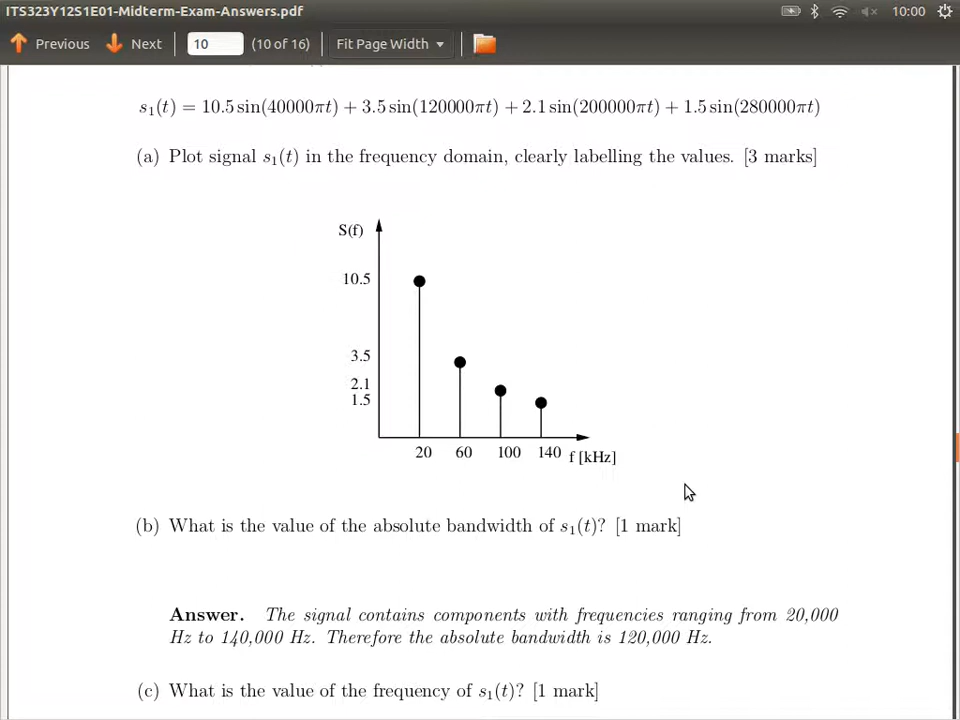 ITS323Y12S1E01-Midterm-Exam-Answers.pdf 10:00
Previous Next 10 (10 of 16) Fit Page Width
s₁(t) = 10.5 sin(40000πt) + 3.5 sin(120000πt) + 2.1 sin(200000πt) + 1.5 sin(280000πt)
(a) Plot signal s₁(t) in the frequency domain, clearly labelling the values. [3 marks]
S(f)
10.5
3.5
2.1
1.5
20 60 100 140 f [kHz]
(b) What is the value of the absolute bandwidth of s₁(t)? [1 mark]
Answer. The signal contains components with frequencies ranging from 20,000
Hz to 140,000 Hz. Therefore the absolute bandwidth is 120,000 Hz.
(c) What is the value of the frequency of s₁(t)? [1 mark]